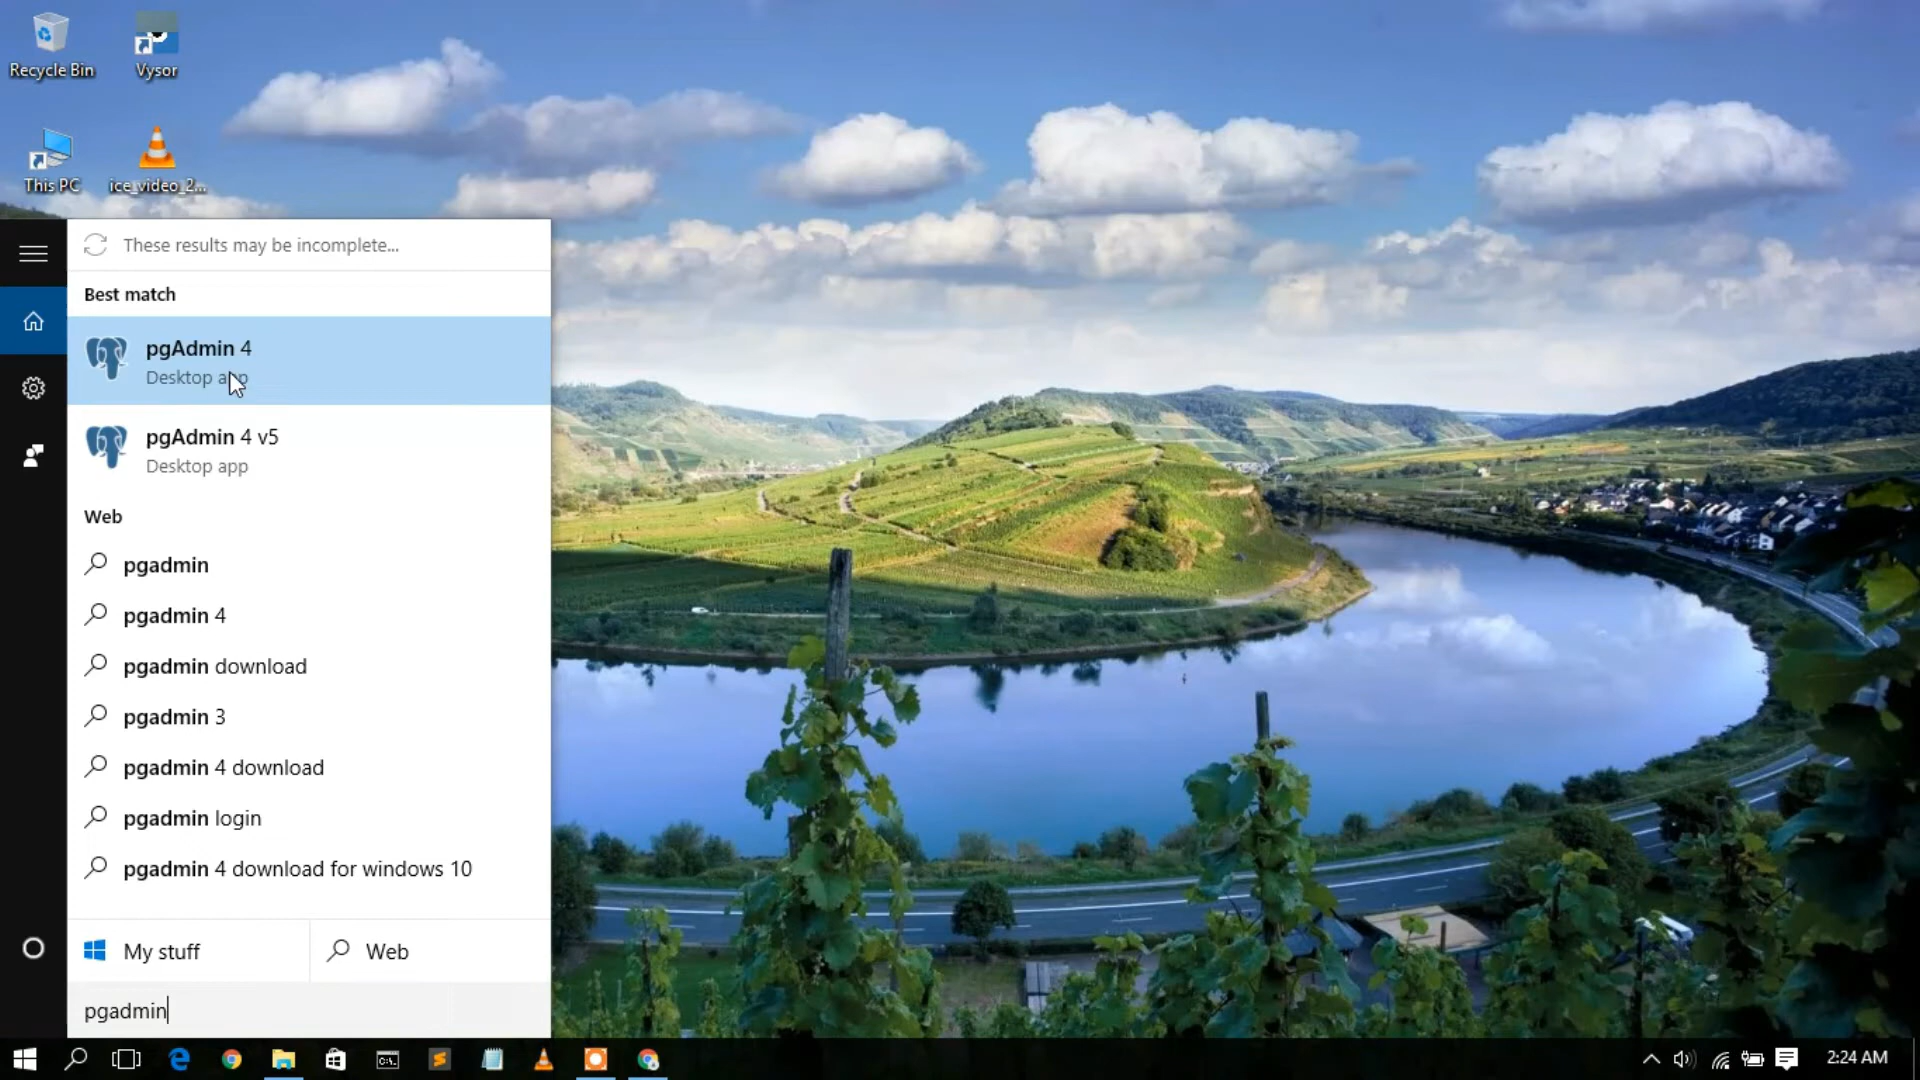 Recycle Bin
Vysor
This PC
ice_video_2...
These results may be incomplete...
Best match
pgAdmin 4
Desktop app
pgAdmin 4 v5
Desktop app
Web
pgadmin
pgadmin 4
pgadmin download
pgadmin 3
pgadmin 4 download
pgadmin login
pgadmin 4 download for windows 10
My stuff
Web
pgadmin
2:24 AM